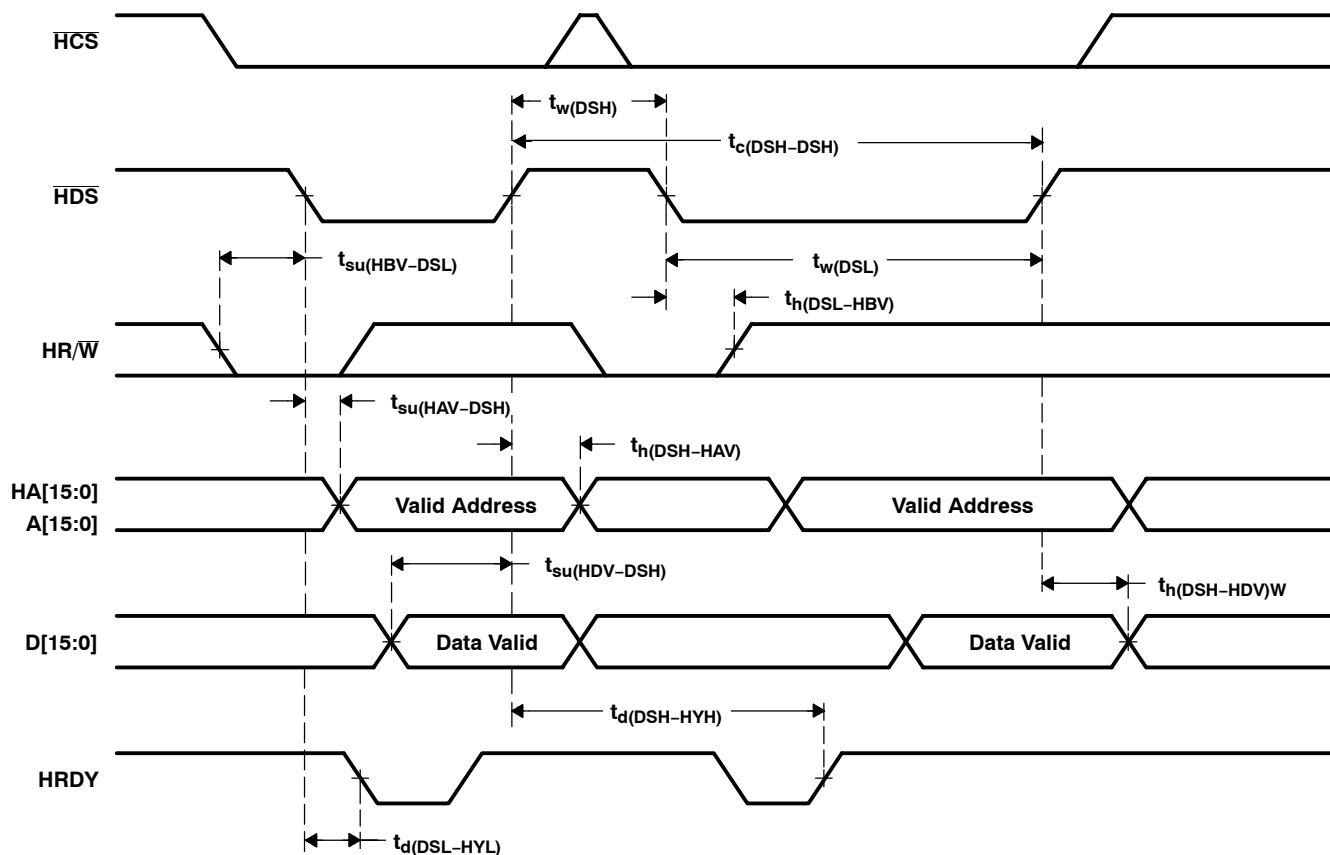 H̅C̅S̅
tw(DSH)
tc(DSH–DSH)
H̅D̅S̅
tsu(HBV–DSL)
tw(DSL)
th(DSL–HBV)
HR/W̅
tsu(HAV–DSH)
th(DSH–HAV)
HA[15:0]
A[15:0]
Valid Address
Valid Address
tsu(HDV–DSH)
th(DSH–HDV)W
D[15:0]
Data Valid
Data Valid
td(DSH–HYH)
HRDY
td(DSL–HYL)